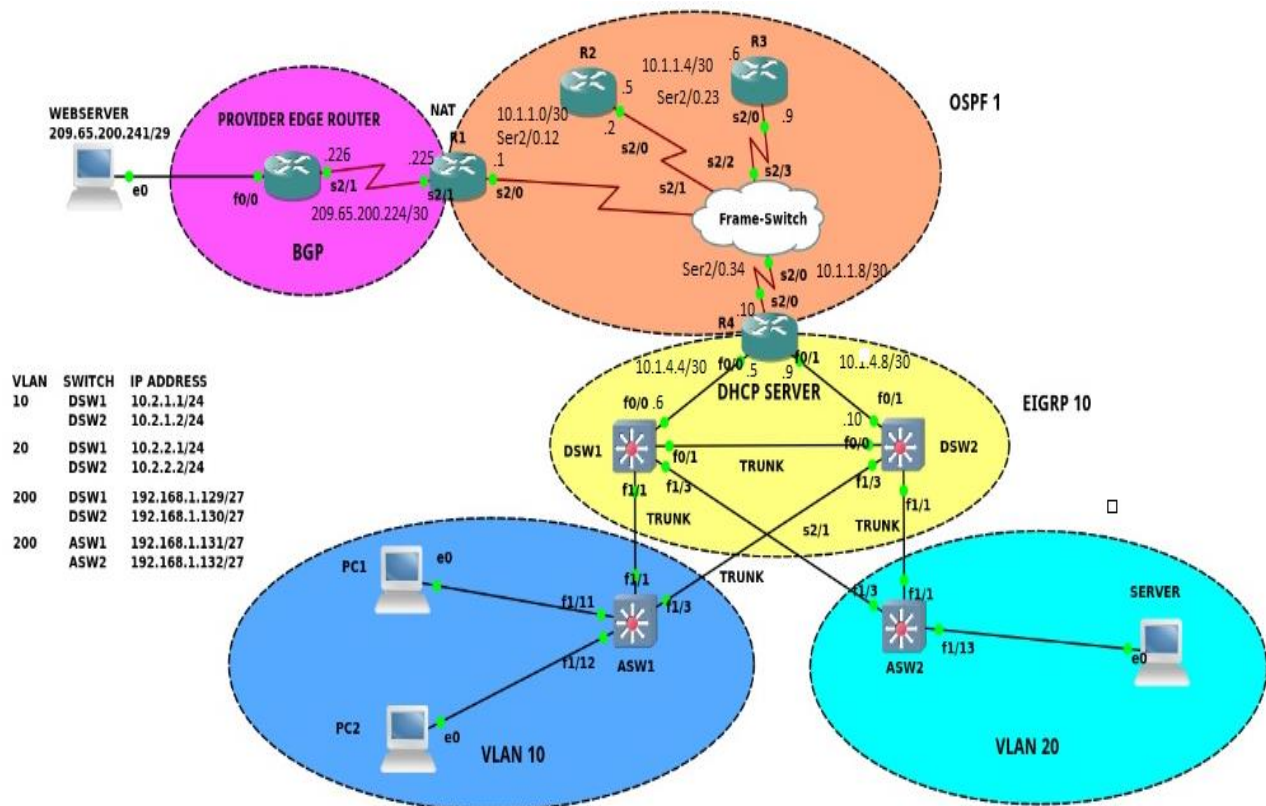 R2
R3
.6
10.1.1.4/30
OSPF 1
.5
Ser2/0.23
WEBSERVER
209.65.200.241/29
PROVIDER EDGE ROUTER
NAT
R1
10.1.1.0/30
Ser2/0.12
.2
s2/0
s2/0
.9
.226
.225
.1
s2/2
s2/3
e0
f0/0
s2/1
s2/1
s2/0
s2/1
209.65.200.224/30
Frame-Switch
BGP
Ser2/0.34
s2/0
10.1.1.8/30
s2/0
.10
R4
10.1.4.4/30
f0/0
.5
.9
f0/1
10.1.4.8/30
DHCP SERVER
EIGRP 10
VLAN SWITCH IP ADDRESS
10 DSW1 10.2.1.1/24
DSW2 10.2.1.2/24
20 DSW1 10.2.2.1/24
DSW2 10.2.2.2/24
200 DSW1 192.168.1.129/27
DSW2 192.168.1.130/27
200 ASW1 192.168.1.131/27
ASW2 192.168.1.132/27
f0/0
.6
f0/1
.10
DSW1
f0/1
f0/0
DSW2
TRUNK
f1/1
f1/3
f1/3
f1/1
TRUNK
s2/1
TRUNK
TRUNK
PC1
e0
f1/11
f1/1
f1/3
f1/3
f1/1
SERVER
f1/12
ASW1
ASW2
f1/13
e0
PC2
e0
VLAN 10
VLAN 20